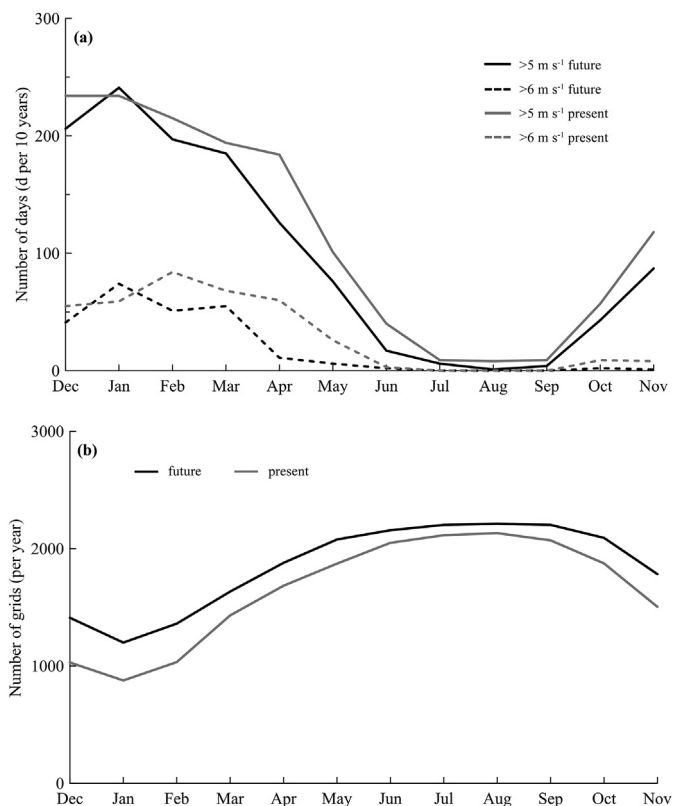 300
(a)
>5 m s⁻¹ future
>6 m s⁻¹ future
>5 m s⁻¹ present
>6 m s⁻¹ present
200
100
0
Number of days (d per 10 years)
Dec Jan Feb Mar Apr May Jun Jul Aug Sep Oct Nov
3000
(b)
future present
2000
1000
0
Number of grids (per year)
Dec Jan Feb Mar Apr May Jun Jul Aug Sep Oct Nov